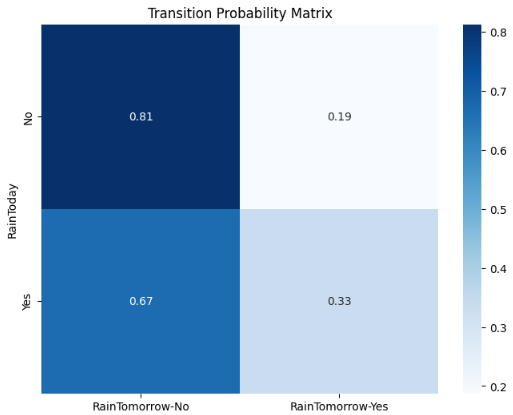 Transition Probability Matrix
No
0.81
0.19
RainToday
Yes
0.67
0.33
RainTomorrow-No
RainTomorrow-Yes
0.8
0.7
0.6
0.5
0.4
0.3
0.2